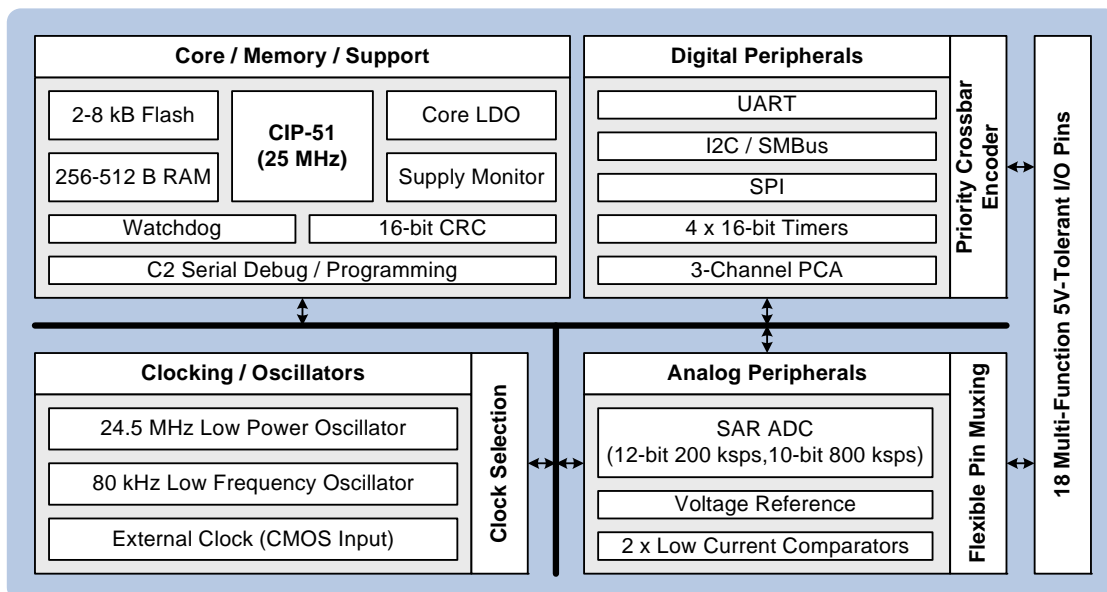 Core / Memory / Support
2-8 kB Flash
CIP-51
(25 MHz)
Core LDO
256-512 B RAM
Supply Monitor
Watchdog
16-bit CRC
C2 Serial Debug / Programming
Digital Peripherals
UART
I2C / SMBus
SPI
4 x 16-bit Timers
3-Channel PCA
Priority Crossbar
Encoder
18 Multi-Function 5V-Tolerant I/O Pins
Clocking / Oscillators
24.5 MHz Low Power Oscillator
80 kHz Low Frequency Oscillator
External Clock (CMOS Input)
Clock Selection
Analog Peripherals
SAR ADC
(12-bit 200 ksps,10-bit 800 ksps)
Voltage Reference
2 x Low Current Comparators
Flexible Pin Muxing